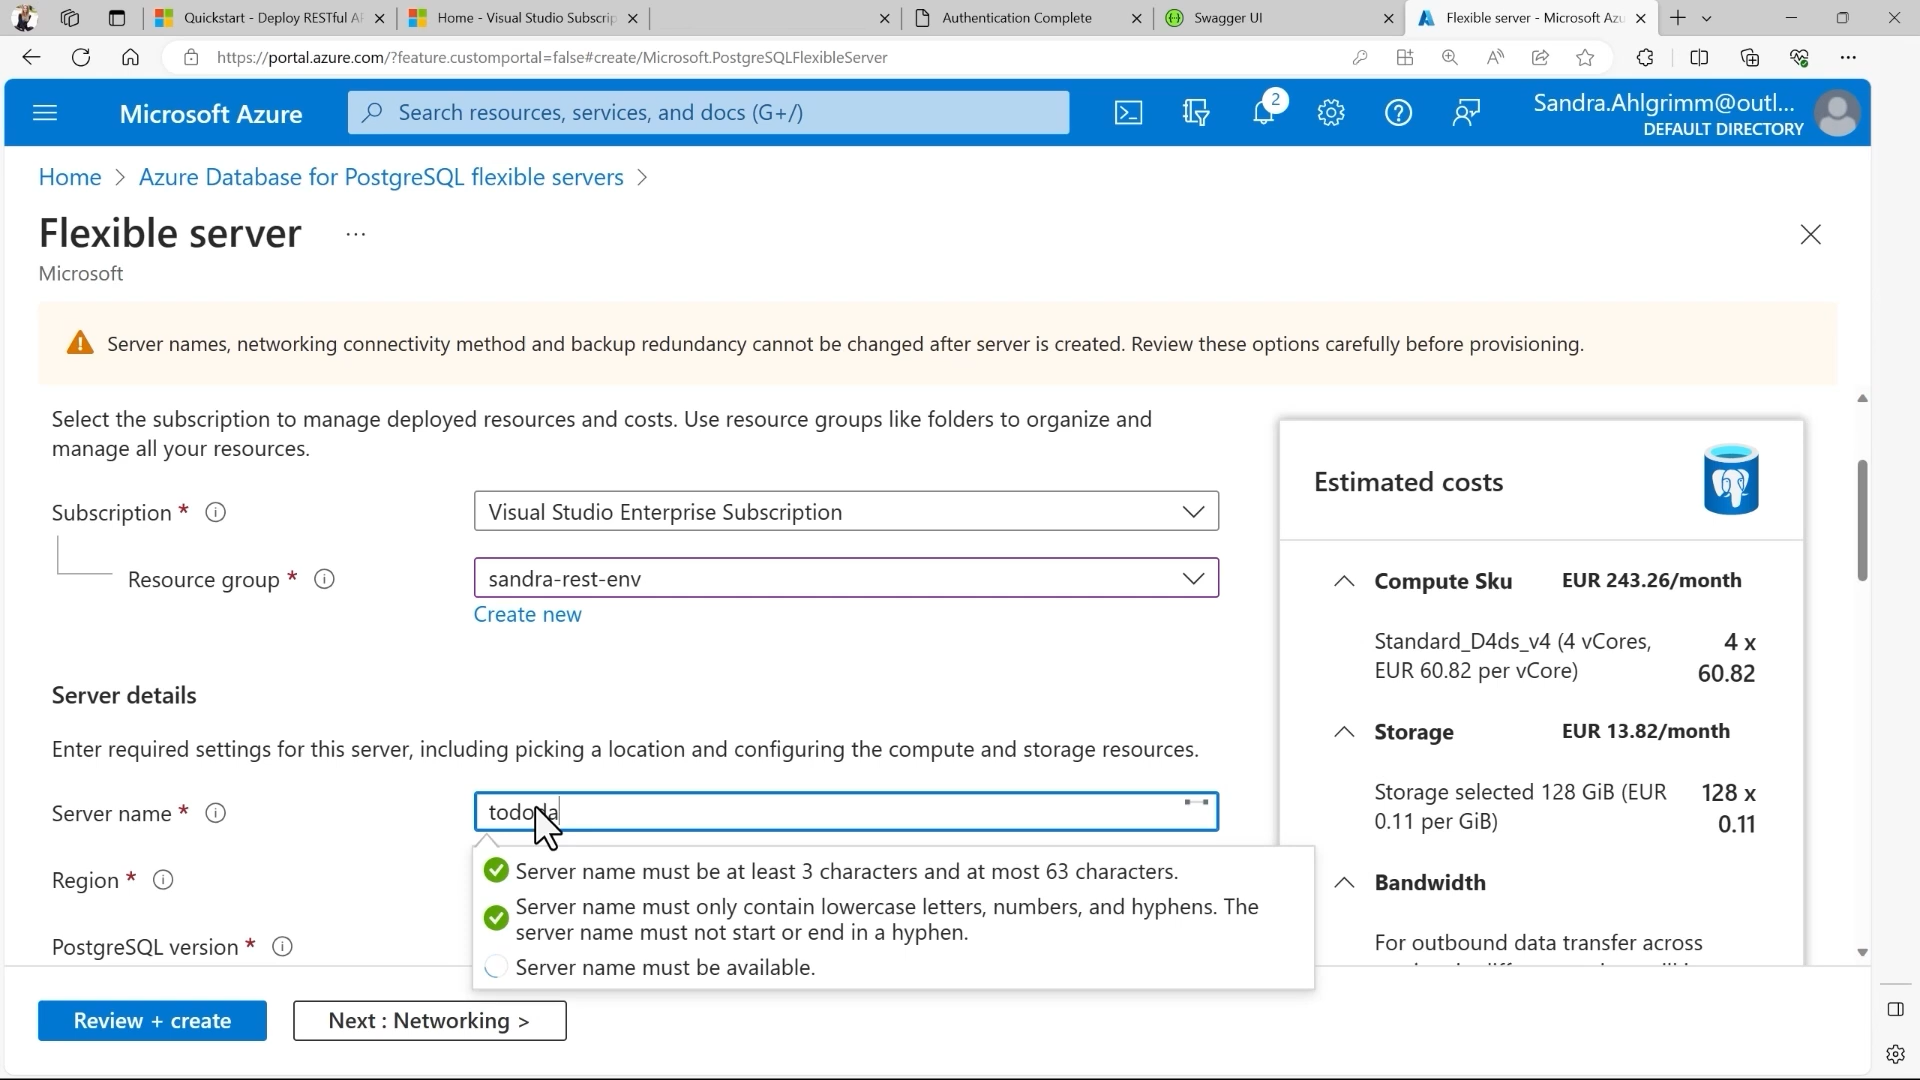 Quickstart - Deploy RESTful A
Home - Visual Studio Subscrip
Authentication Complete
Swagger UI
Flexible server - Microsoft Azu
https://portal.azure.com/?feature.customportal=false#create/Microsoft.PostgreSQLFlexibleServer
Microsoft Azure
Search resources, services, and docs (G+/)
2
Sandra.Ahlgrimm@outl...
DEFAULT DIRECTORY
Home > Azure Database for PostgreSQL flexible servers >
Flexible server ...
Microsoft
Server names, networking connectivity method and backup redundancy cannot be changed after server is created. Review these options carefully before provisioning.
Select the subscription to manage deployed resources and costs. Use resource groups like folders to organize and
manage all your resources.
Subscription *
Visual Studio Enterprise Subscription
Resource group *
sandra-rest-env
Create new
Server details
Enter required settings for this server, including picking a location and configuring the compute and storage resources.
Server name *
Server name must be at least 3 characters and at most 63 characters.
Server name must only contain lowercase letters, numbers, and hyphens. The
server name must not start or end in a hyphen.
Server name must be available.
Region *
PostgreSQL version *
Estimated costs
Compute Sku EUR 243.26/month
Standard_D4ds_v4 (4 vCores, 4 x
EUR 60.82 per vCore) 60.82
Storage EUR 13.82/month
Storage selected 128 GiB (EUR 128 x
0.11 per GiB) 0.11
Bandwidth
For outbound data transfer across
Review + create
Next : Networking >